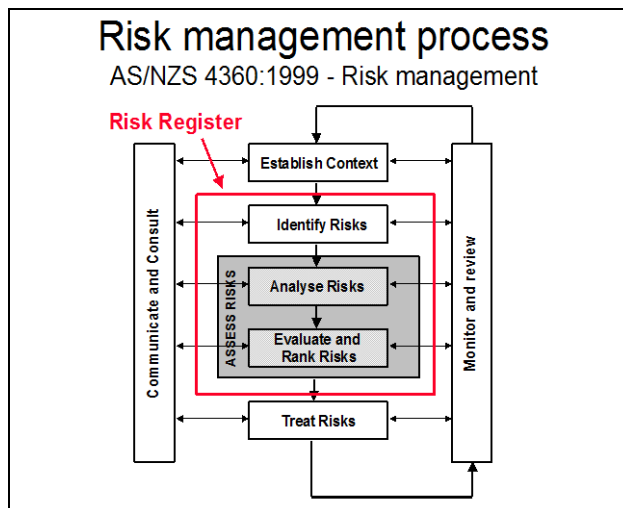 Risk management process
AS/NZS 4360:1999 - Risk management
Risk Register
Establish Context
Identify Risks
ASSESS RISKS
Analyse Risks
Evaluate and
Rank Risks
Treat Risks
Communicate and Consult
Monitor and review